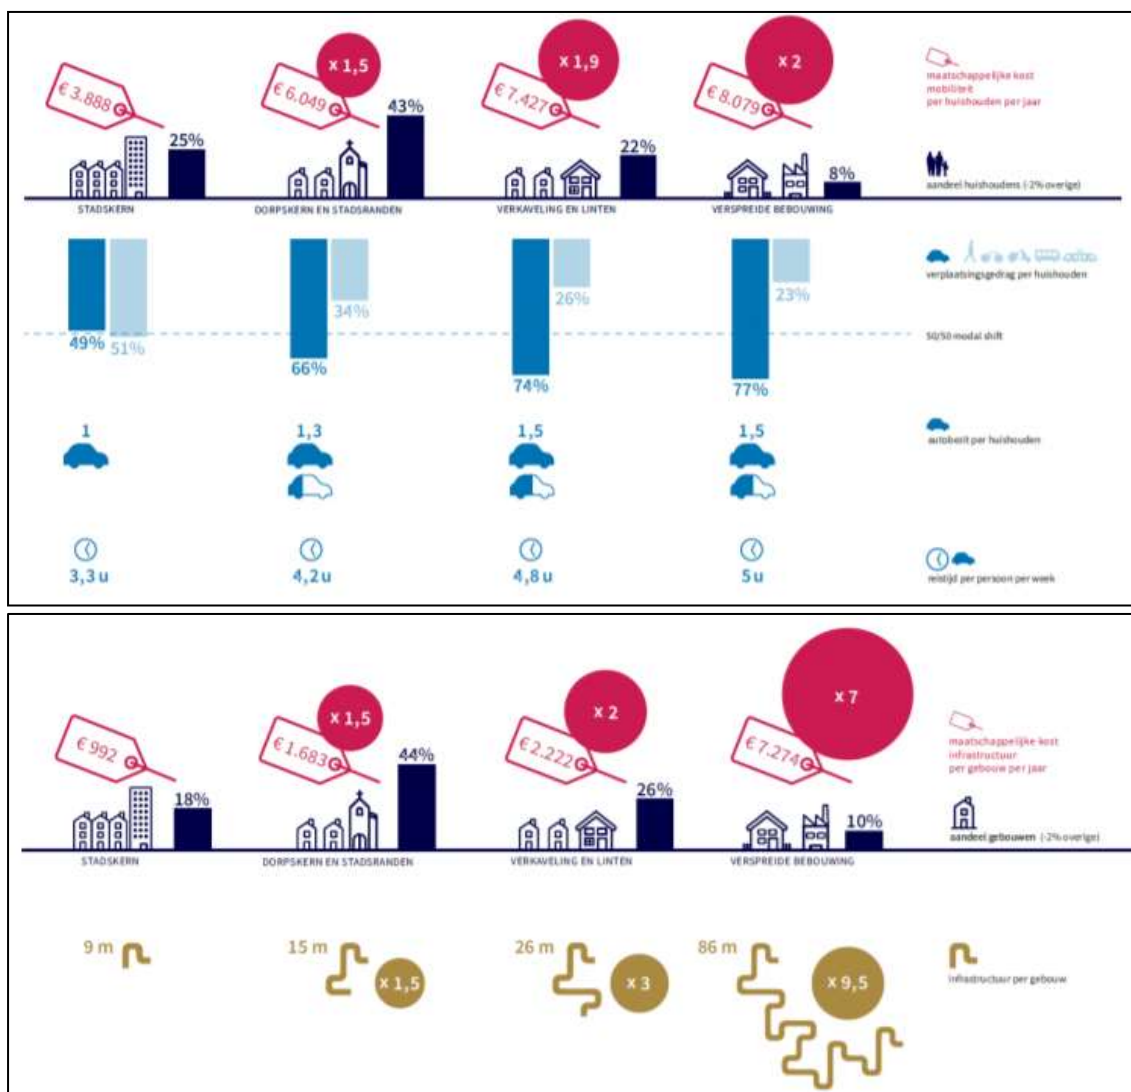 x 1,5
x 1,9
x 2
€ 3.888
€ 6.049
€ 7.427
€ 8.079
maatschappelijke kost
mobiliteit
per huishouden per jaar
25%
43%
22%
8%
aandeel huishoudens (-2% overige)
STADSKERN
DORPSKERN EN STADSRANDEN
VERKAVELING EN LINTEN
VERSPREIDE BEBOUWING
verplaatsingsgedrag per huishouden
49%
51%
66%
34%
74%
26%
77%
23%
50/50 modal shift
1
1,3
1,5
1,5
autobezit per huishouden
3,3 u
4,2 u
4,8 u
5 u
reistijd per persoon per week
x 1,5
x 2
x 7
€ 992
€ 1.683
€ 2.222
€ 7.274
maatschappelijke kost
infrastructuur
per gebouw per jaar
18%
44%
26%
10%
aandeel gebouwen (-2% overige)
STADSKERN
DORPSKERN EN STADSRANDEN
VERKAVELING EN LINTEN
VERSPREIDE BEBOUWING
9 m
15 m
x 1,5
26 m
x 3
86 m
x 9,5
infrastructuur per gebouw